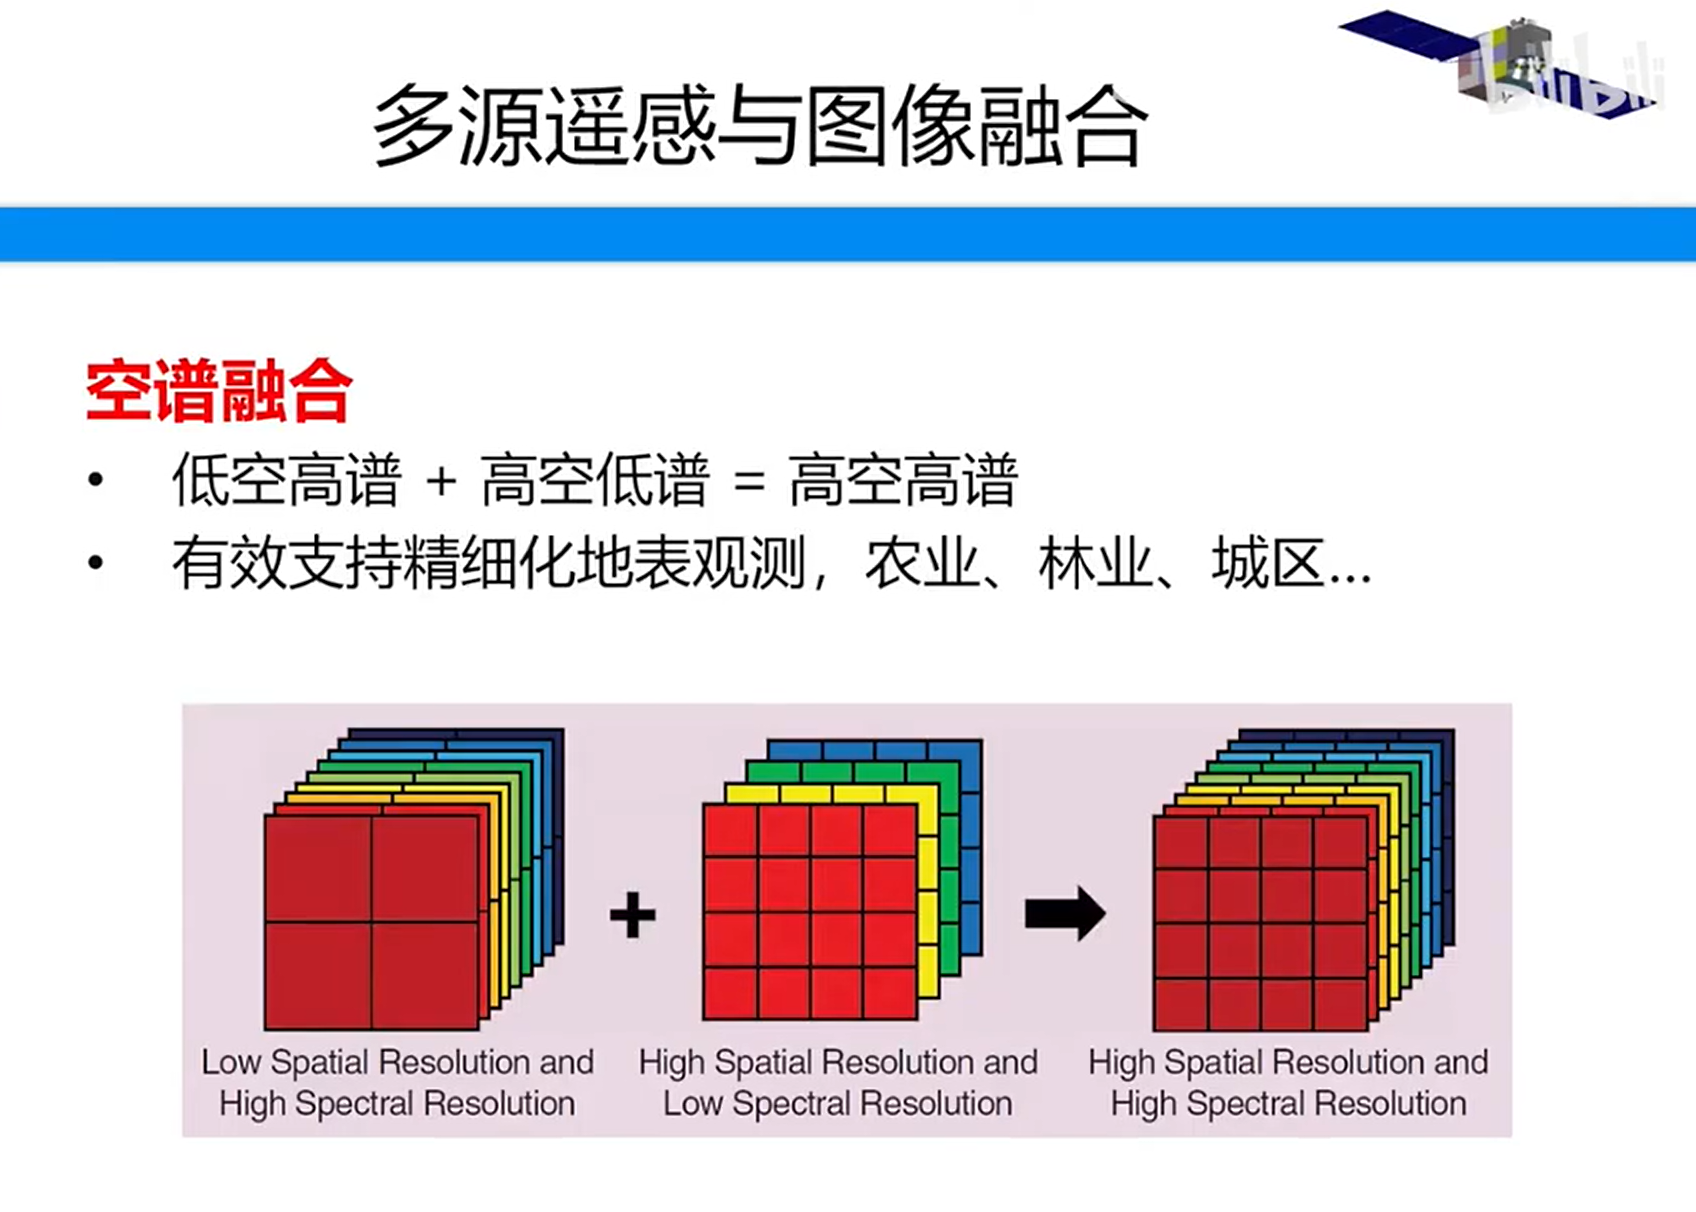 bilibili
多源遥感与图像融合
空谱融合
• 低空高谱 + 高空低谱 = 高空高谱
• 有效支持精细化地表观测，农业、林业、城区...
Low Spatial Resolution and
High Spectral Resolution
+
High Spatial Resolution and
Low Spectral Resolution
High Spatial Resolution and
High Spectral Resolution